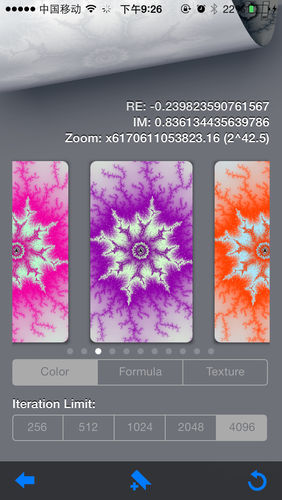 中国移动 下午9:26 22
RE: -0.239823590761567
IM: 0.836134435639786
Zoom: x6170611053823.16 (2^42.5)
Color Formula Texture
Iteration Limit:
256 512 1024 2048 4096